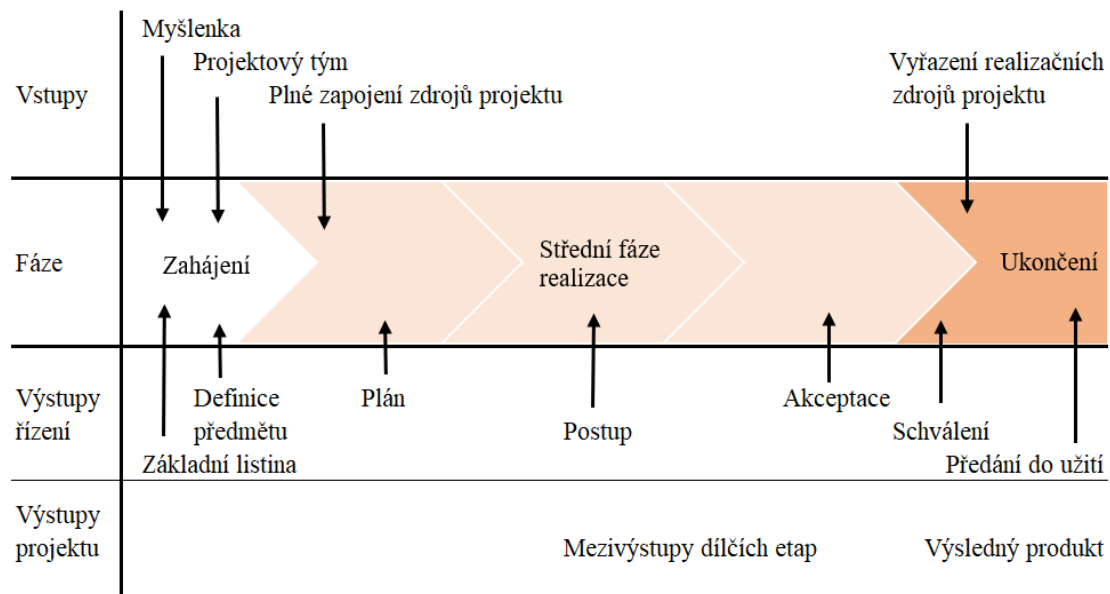 Myšlenka
Projektový tým
Plné zapojení zdrojů projektu
Vyřazení realizačních
zdrojů projektu
Vstupy
Fáze
Zahájení
Střední fáze
realizace
Ukončení
Výstupy
řízení
Definice
předmětu
Základní listina
Plán
Postup
Akceptace
Schválení
Předání do užití
Výstupy
projektu
Mezivýstupy dílčích etap
Výsledný produkt